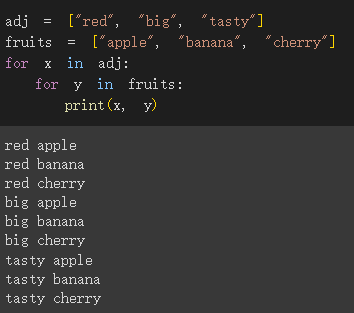 adj = ["red", "big", "tasty"]
fruits = ["apple", "banana", "cherry"]
for x in adj:
    for y in fruits:
        print(x, y)
red apple
red banana
red cherry
big apple
big banana
big cherry
tasty apple
tasty banana
tasty cherry